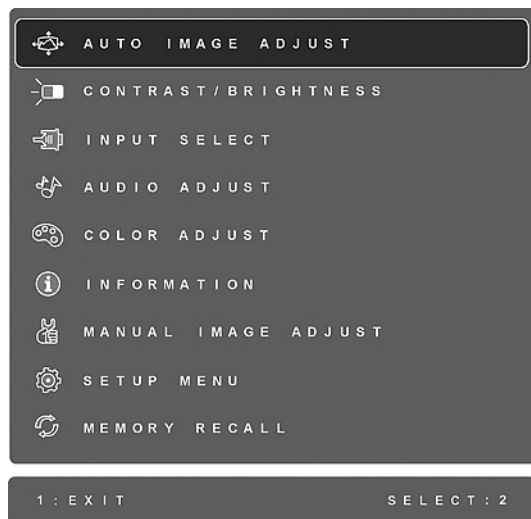 AUTO IMAGE ADJUST
CONTRAST/BRIGHTNESS
INPUT SELECT
AUDIO ADJUST
COLOR ADJUST
INFORMATION
MANUAL IMAGE ADJUST
SETUP MENU
MEMORY RECALL
1:EXIT SELECT:2